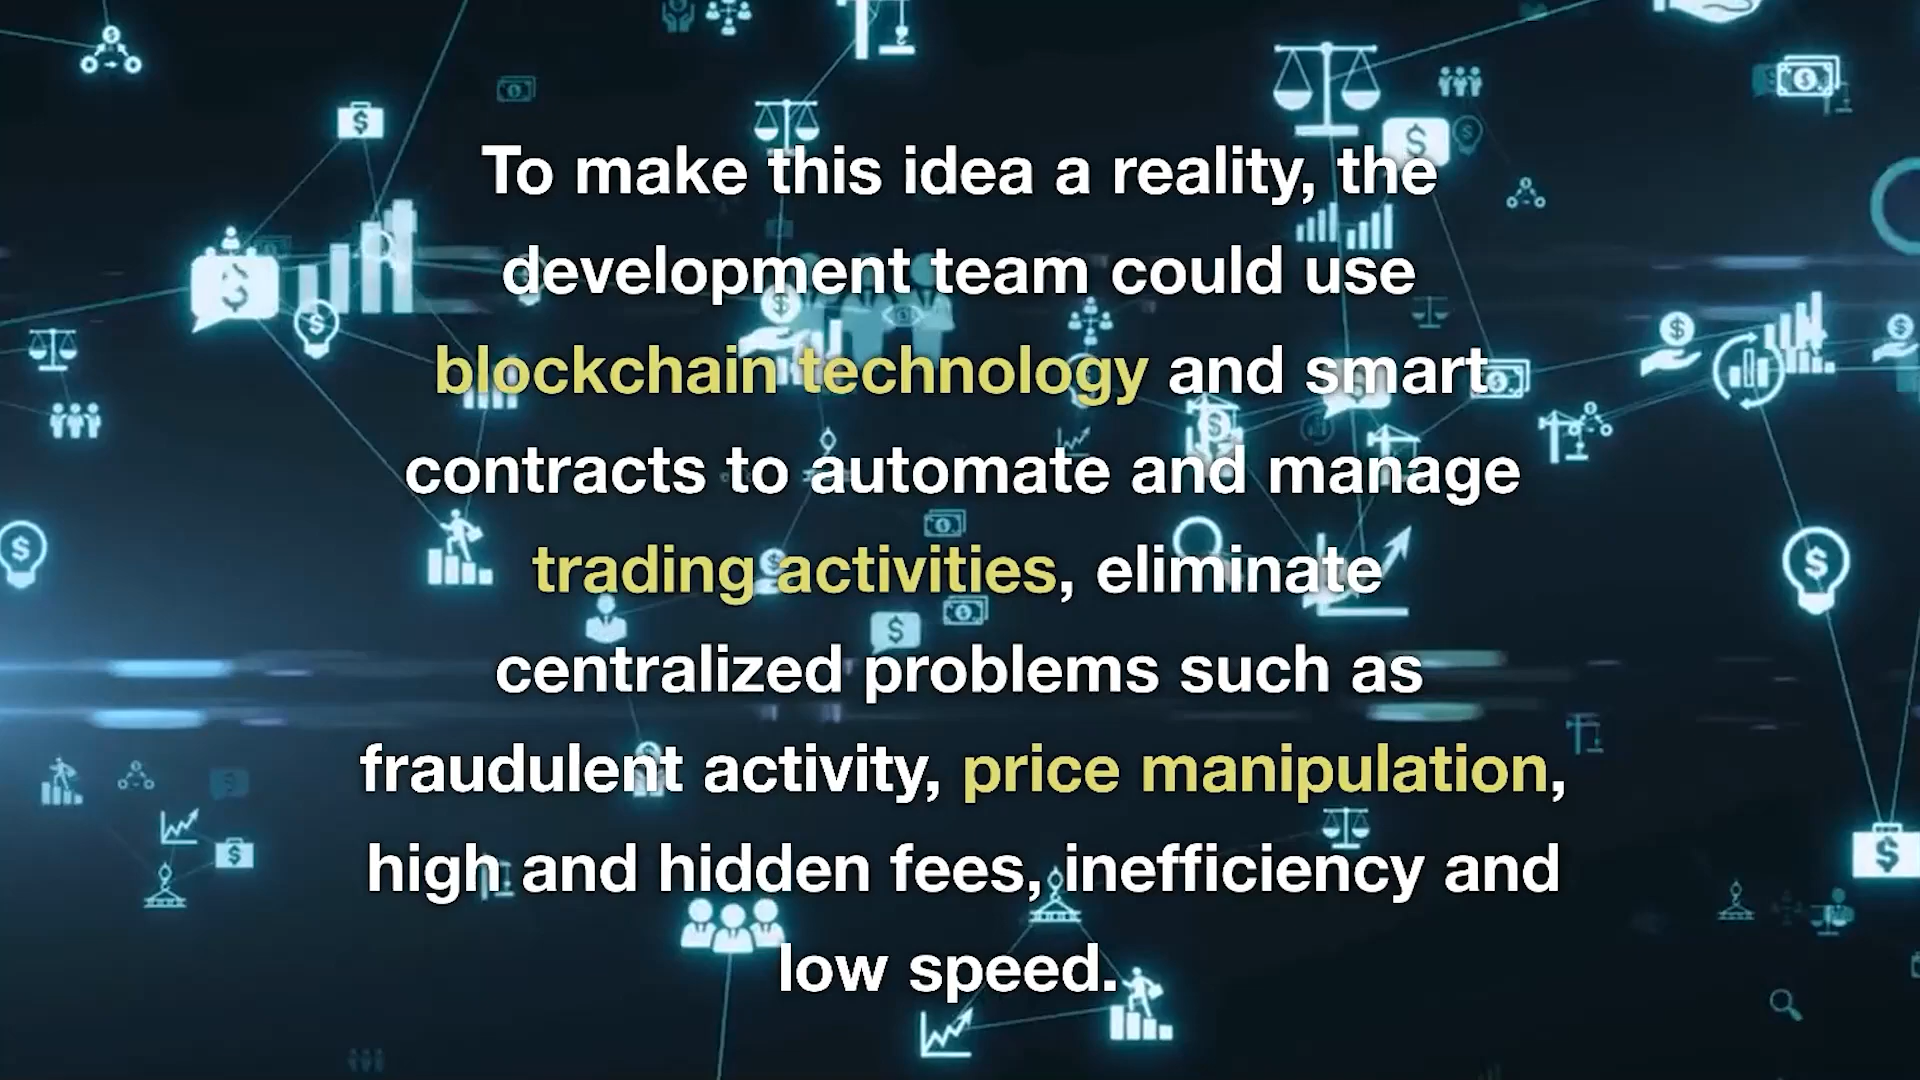 To make this idea a reality, the
development team could use
blockchain technology and smart
contracts to automate and manage
trading activities, eliminate
centralized problems such as
fraudulent activity, price manipulation,
high and hidden fees, inefficiency and
low speed.